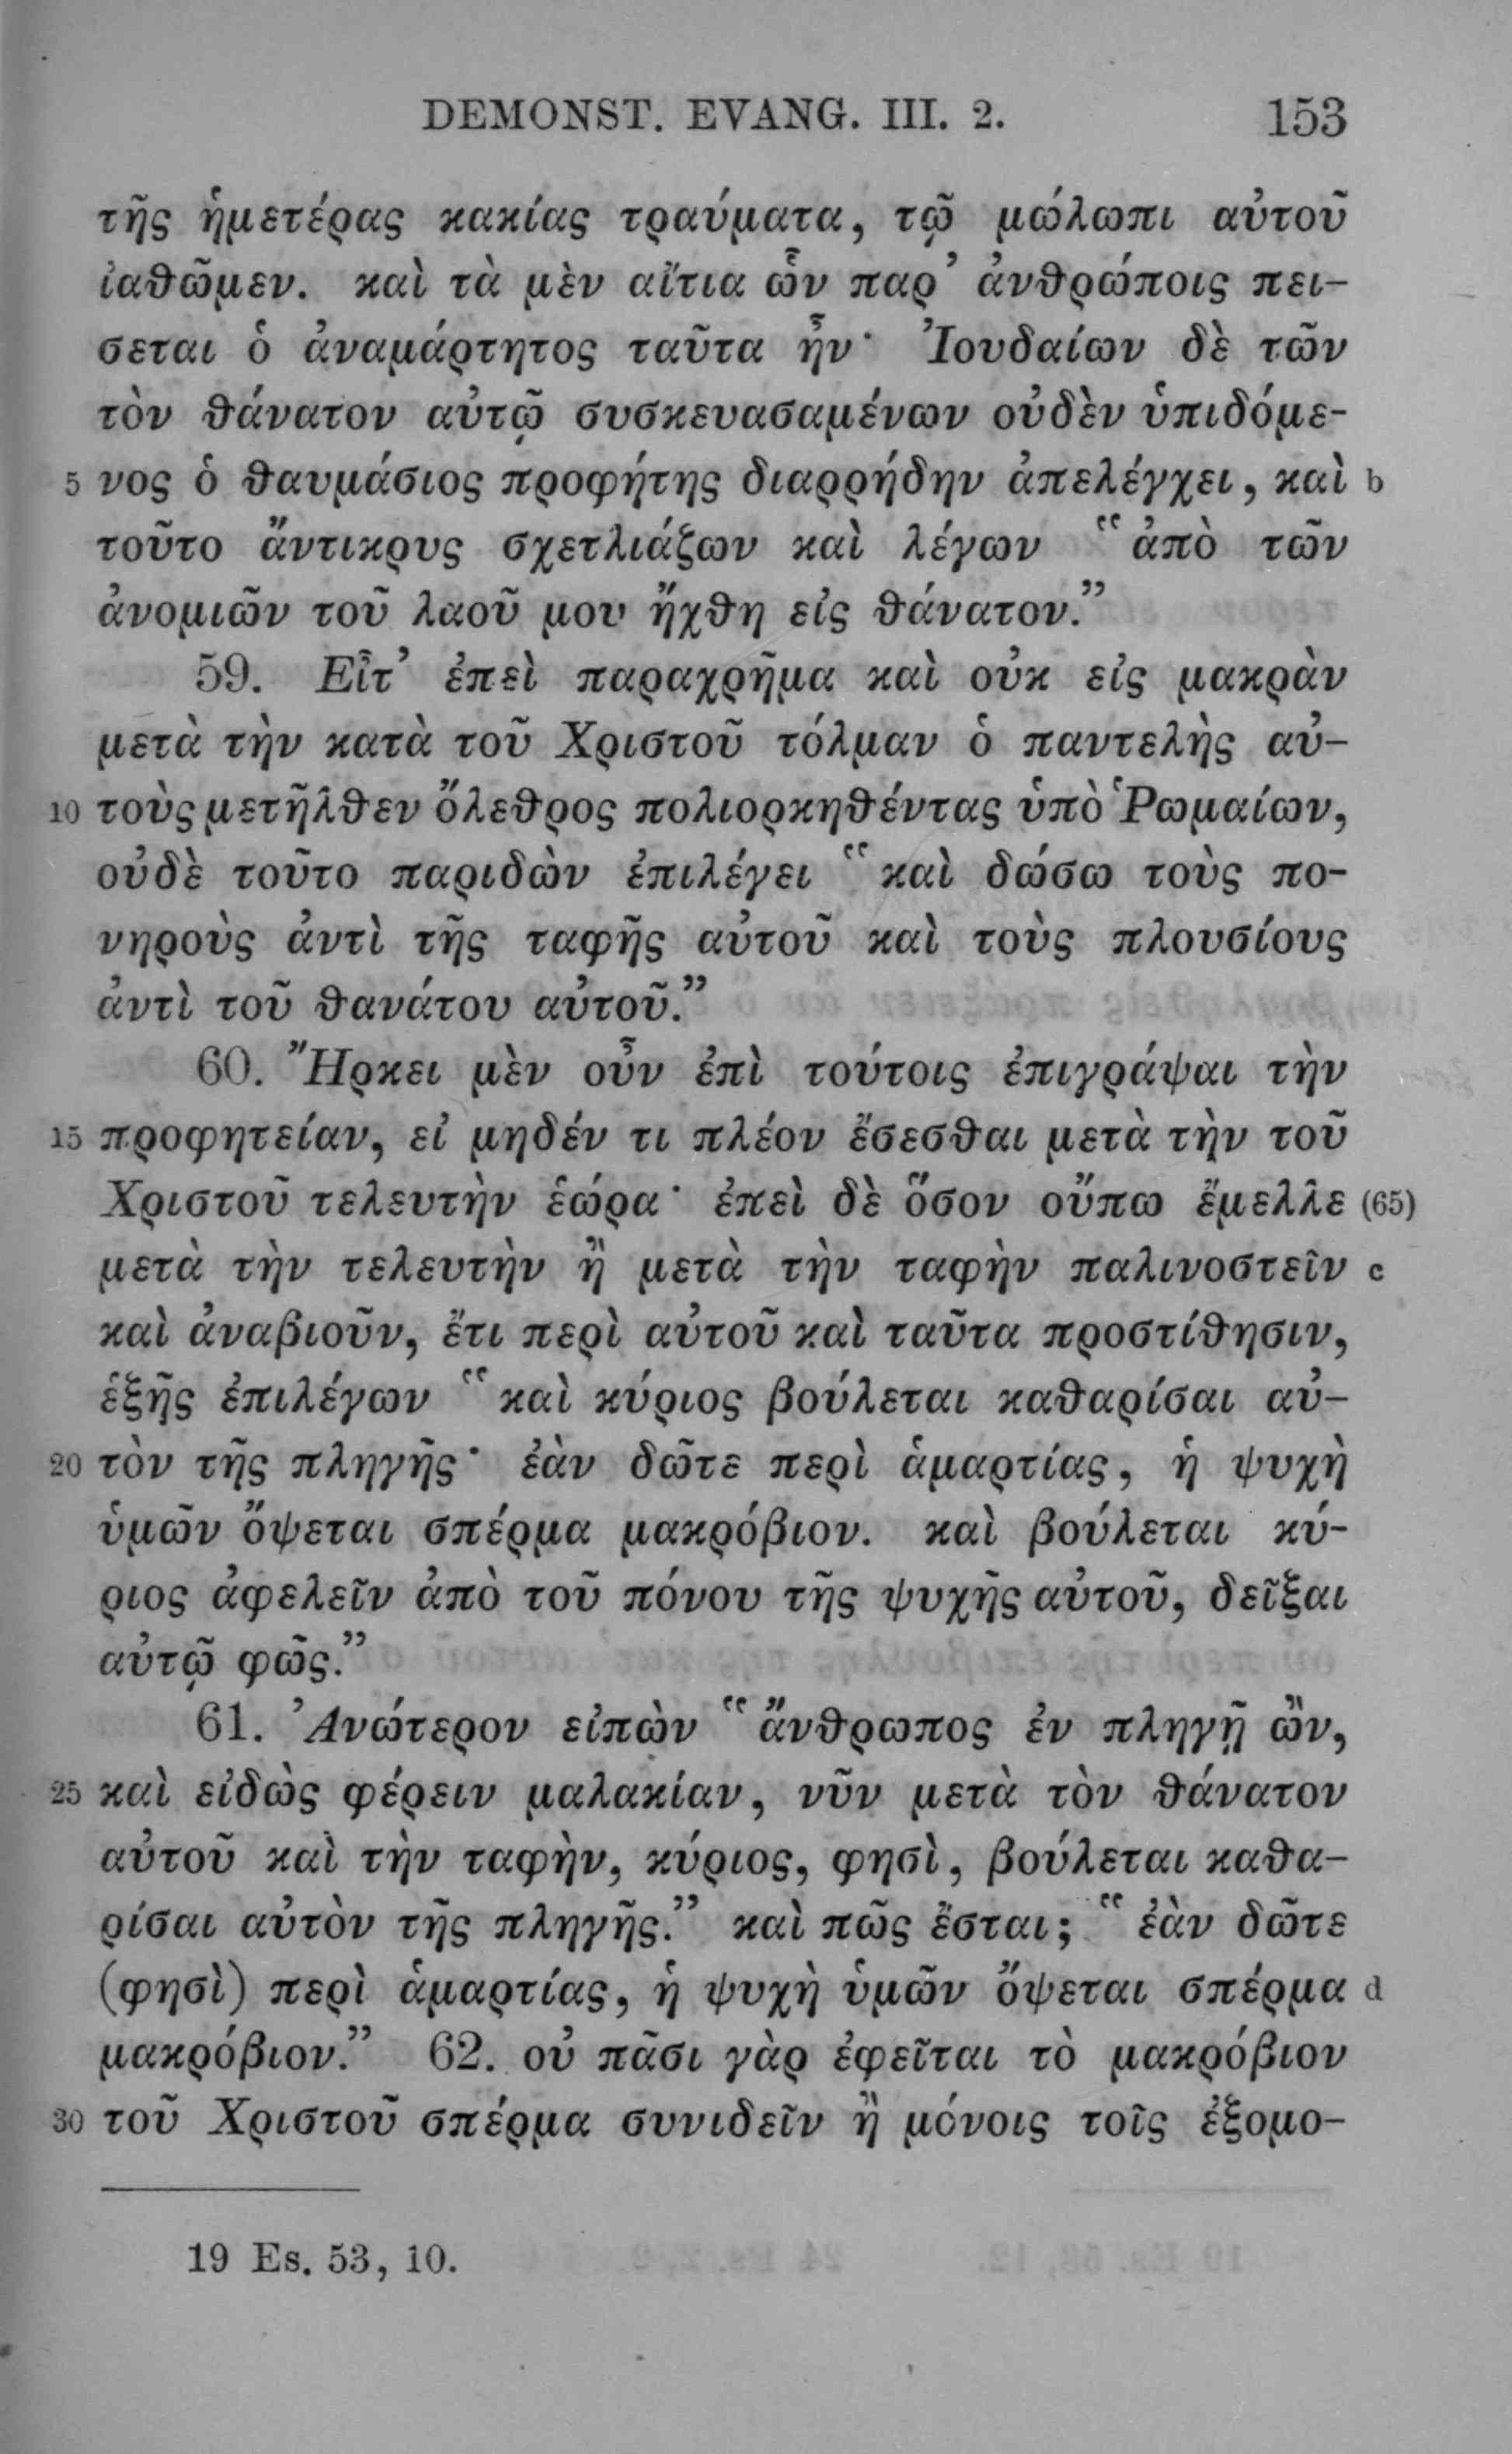 DEMONST. EVANG. III. 2. 153
τῆς ἡμετέρας κακίας τραύματα, τῷ μώλωπι αὐτοῦ
ἰαθῶμεν. καὶ τὰ μὲν αἴτια ὧν παρ’ ἀνθρώποις πεί-
σεται ὁ ἀναμάρτητος ταῦτα ἦν· Ἰουδαίων δὲ τῶν
τὸν θάνατον αὐτῷ συσκευασαμένων οὐδὲν ὑπιδόμε-
5 νος ὁ θαυμάσιος προφήτης διαρρήδην ἀπελέγχει, καὶ b
τοῦτο ἄντικρυς σχετλιάζων καὶ λέγων “ἀπὸ τῶν
ἀνομιῶν τοῦ λαοῦ μου ἤχθη εἰς θάνατον.”
59. Εἶτ’ ἐπεὶ παραχρῆμα καὶ οὐκ εἰς μακρὰν
μετὰ τὴν κατὰ τοῦ Χριστοῦ τόλμαν ὁ παντελὴς αὐ-
10 τοὺς μετῆλθεν ὄλεθρος πολιορκηθέντας ὑπὸ Ῥωμαίων,
οὐδὲ τοῦτο παριδὼν ἐπιλέγει “καὶ δώσω τοὺς πο-
νηροὺς ἀντὶ τῆς ταφῆς αὐτοῦ καὶ τοὺς πλουσίους
ἀντὶ τοῦ θανάτου αὐτοῦ.”
60. Ἤρκει μὲν οὖν ἐπὶ τούτοις ἐπιγράψαι τὴν
15 προφητείαν, εἰ μηδέν τι πλέον ἔσεσθαι μετὰ τὴν τοῦ
Χριστοῦ τελευτὴν ἑώρα· ἐπεὶ δὲ ὅσον οὔπω ἔμελλε (65)
μετὰ τὴν τελευτὴν ἢ μετὰ τὴν ταφὴν παλινοστεῖν c
καὶ ἀναβιοῦν, ἔτι περὶ αὐτοῦ καὶ ταῦτα προστίθησιν,
ἑξῆς ἐπιλέγων “καὶ κύριος βούλεται καθαρίσαι αὐ-
20 τὸν τῆς πληγῆς· ἐὰν δῶτε περὶ ἁμαρτίας, ἡ ψυχὴ
ὑμῶν ὄψεται σπέρμα μακρόβιον. καὶ βούλεται κύ-
ριος ἀφελεῖν ἀπὸ τοῦ πόνου τῆς ψυχῆς αὐτοῦ, δεῖξαι
αὐτῷ φῶς.”
61. Ἀνώτερον εἰπὼν “ἄνθρωπος ἐν πληγῇ ὢν,
25 καὶ εἰδὼς φέρειν μαλακίαν, νῦν μετὰ τὸν θάνατον
αὐτοῦ καὶ τὴν ταφὴν, κύριος, φησὶ, βούλεται καθα-
ρίσαι αὐτὸν τῆς πληγῆς.” καὶ πῶς ἔσται; “ἐὰν δῶτε
(φησὶ) περὶ ἁμαρτίας, ἡ ψυχὴ ὑμῶν ὄψεται σπέρμα d
μακρόβιον.” 62. οὐ πᾶσι γὰρ ἐφεῖται τὸ μακρόβιον
30 τοῦ Χριστοῦ σπέρμα συνιδεῖν ἢ μόνοις τοῖς ἐξομο-
19 Es. 53, 10.